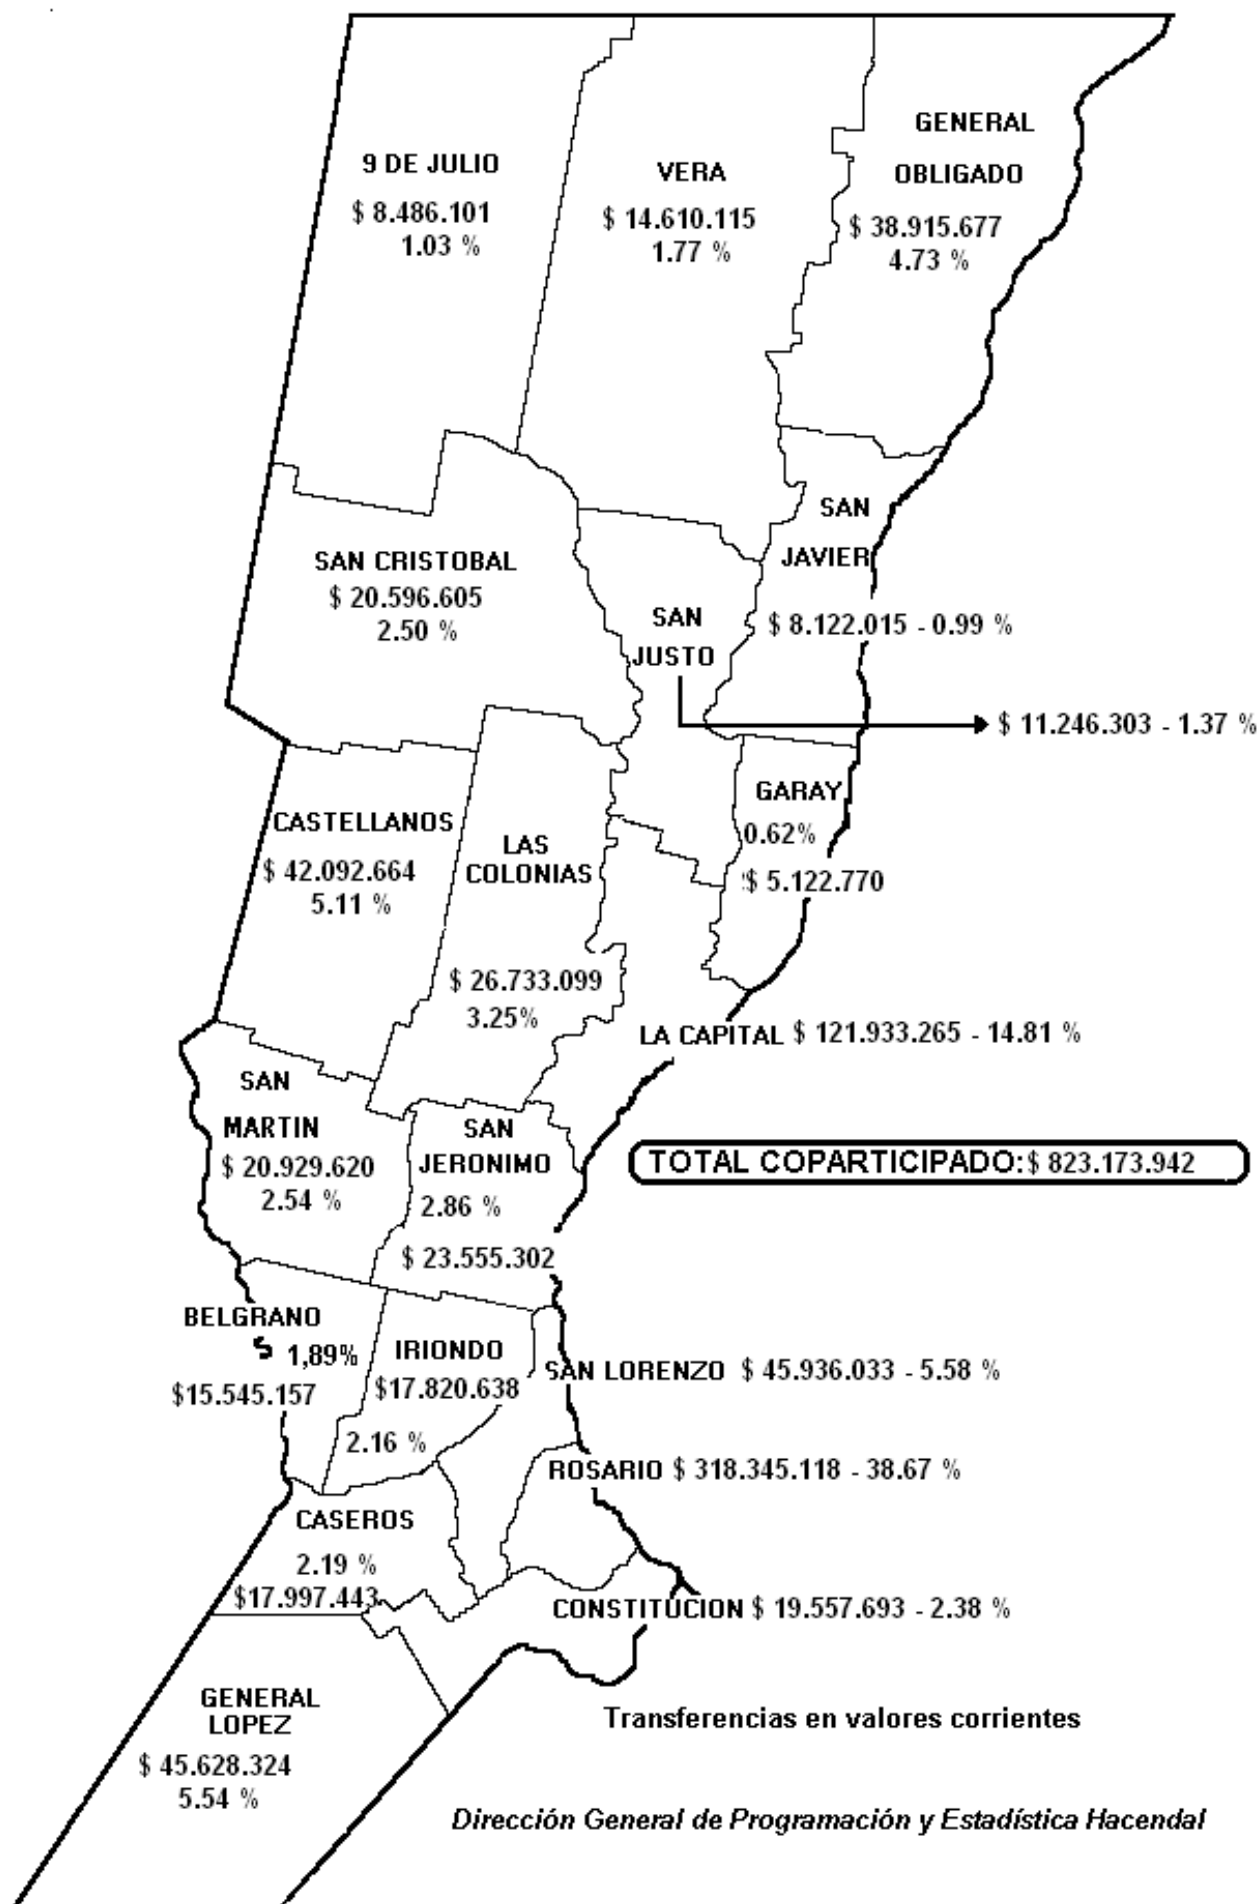 9 DE JULIO
$ 8.486.101
1.03 %
VERA
$ 14.610.115
1.77 %
GENERAL
OBLIGADO
$ 38.915.677
4.73 %
SAN CRISTOBAL
$ 20.596.605
2.50 %
SAN
JAVIER
$ 8.122.015 - 0.99 %
SAN
JUSTO
$ 11.246.303 - 1.37 %
CASTELLANOS
$ 42.092.664
5.11 %
LAS
COLONIAS
$ 26.733.099
3.25%
GARAY
0.62%
$ 5.122.770
LA CAPITAL $ 121.933.265 - 14.81 %
SAN
MARTIN
$ 20.929.620
2.54 %
SAN
JERONIMO
2.86 %
$ 23.555.302
TOTAL COPARTICIPADO:$ 823.173.942
BELGRANO
1,89%
$15.545.157
IRIONDO
$17.820.638
2.16 %
SAN LORENZO $ 45.936.033 - 5.58 %
ROSARIO $ 318.345.118 - 38.67 %
CASEROS
2.19 %
$17.997.443
CONSTITUCION $ 19.557.693 - 2.38 %
GENERAL
LOPEZ
$ 45.628.324
5.54 %
Transferencias en valores corrientes
Dirección General de Programación y Estadística Hacendal